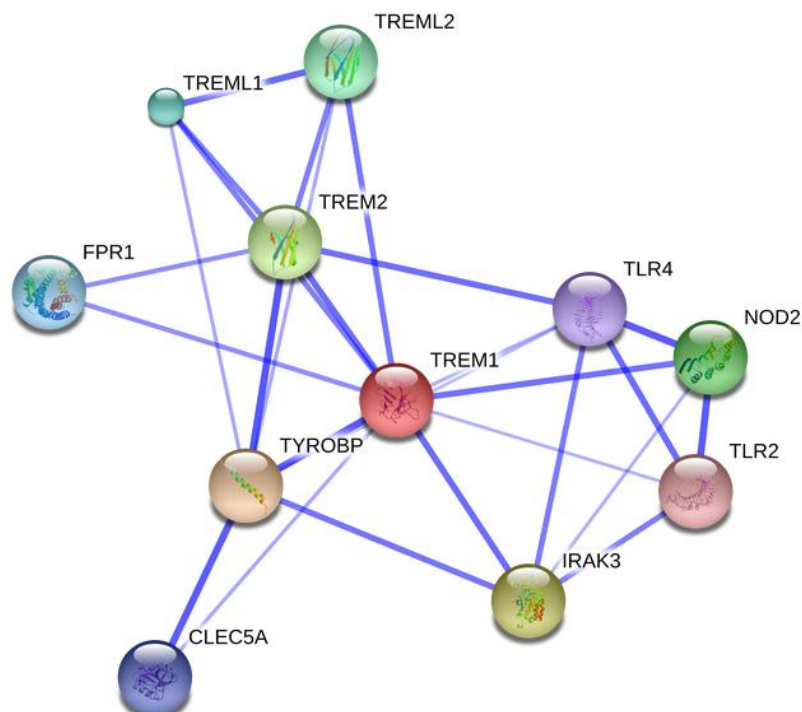 TREML2
TREML1
TREM2
FPR1
TLR4
NOD2
TREM1
TYROBP
TLR2
IRAK3
CLEC5A